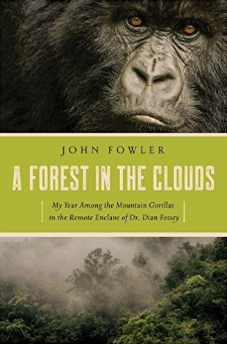 JOHN FOWLER
A FOREST IN THE CLOUDS
My Year Among the Mountain Gorillas
in the Remote Enclave of Dr. Dian Fossey